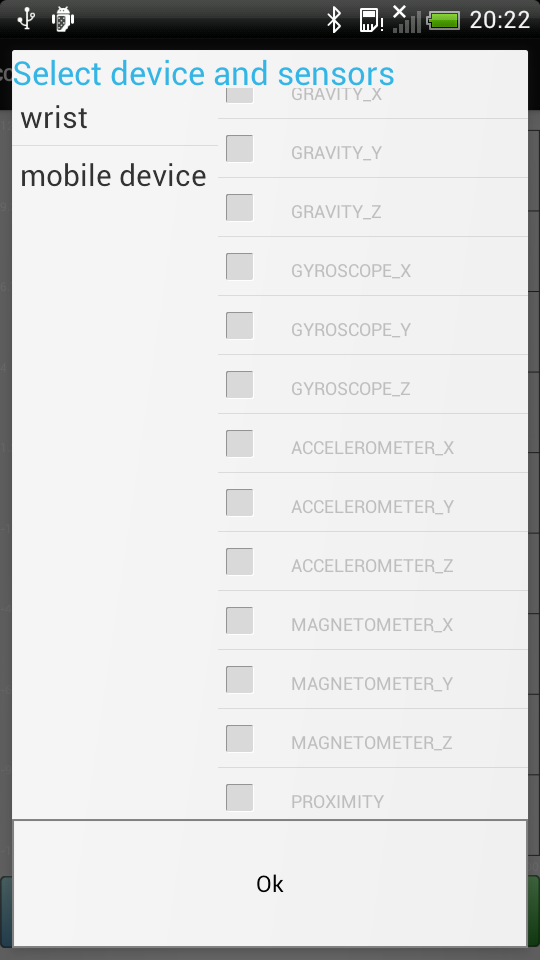 20:22
Select device and sensors
wrist
mobile device
GRAVITY_X
GRAVITY_Y
GRAVITY_Z
GYROSCOPE_X
GYROSCOPE_Y
GYROSCOPE_Z
ACCELEROMETER_X
ACCELEROMETER_Y
ACCELEROMETER_Z
MAGNETOMETER_X
MAGNETOMETER_Y
MAGNETOMETER_Z
PROXIMITY
Ok